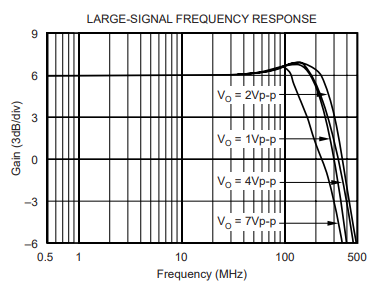 LARGE-SIGNAL FREQUENCY RESPONSE
9
6
3
0
–3
–6
Gain (3dB/div)
VO = 2Vp-p
VO = 1Vp-p
VO = 4Vp-p
VO = 7Vp-p
0.5 1 10 100 500
Frequency (MHz)